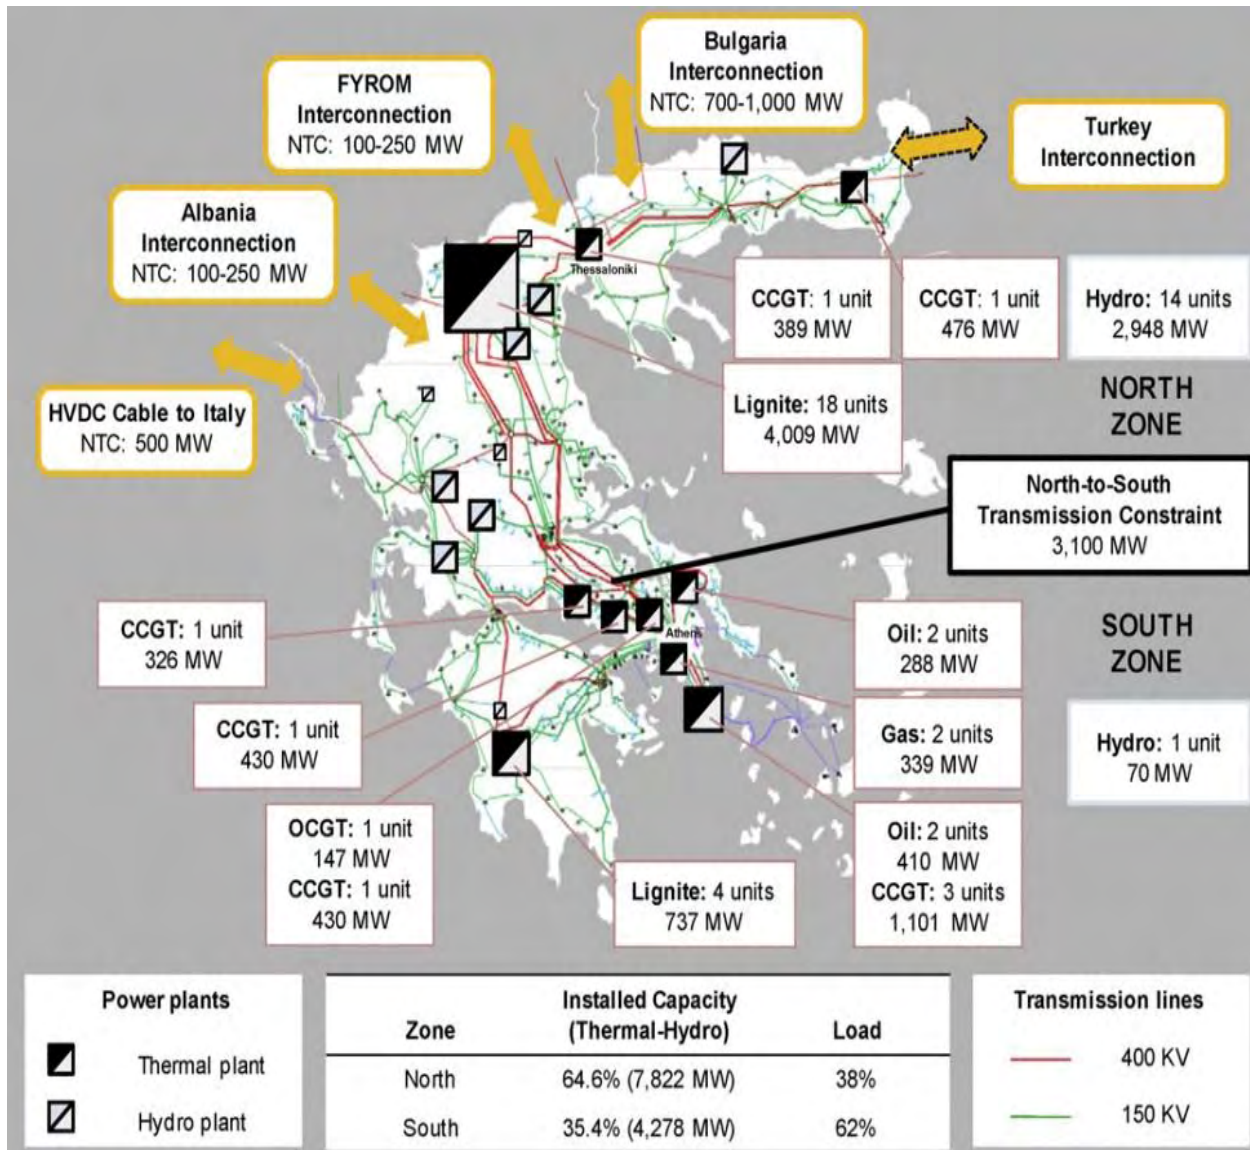 Bulgaria
Interconnection
NTC: 700-1,000 MW
FYROM
Interconnection
NTC: 100-250 MW
Turkey
Interconnection
Albania
Interconnection
NTC: 100-250 MW
HVDC Cable to Italy
NTC: 500 MW
Thessaloniki
CCGT: 1 unit
389 MW
CCGT: 1 unit
476 MW
Hydro: 14 units
2,948 MW
Lignite: 18 units
4,009 MW
NORTH
ZONE
North-to-South
Transmission Constraint
3,100 MW
CCGT: 1 unit
326 MW
Athens
Oil: 2 units
288 MW
SOUTH
ZONE
CCGT: 1 unit
430 MW
Gas: 2 units
339 MW
Hydro: 1 unit
70 MW
OCGT: 1 unit
147 MW
CCGT: 1 unit
430 MW
Lignite: 4 units
737 MW
Oil: 2 units
410 MW
CCGT: 3 units
1,101 MW
Power plants
Thermal plant
Hydro plant
Zone Installed Capacity (Thermal-Hydro) Load
North 64.6% (7,822 MW) 38%
South 35.4% (4,278 MW) 62%
Transmission lines
400 KV
150 KV